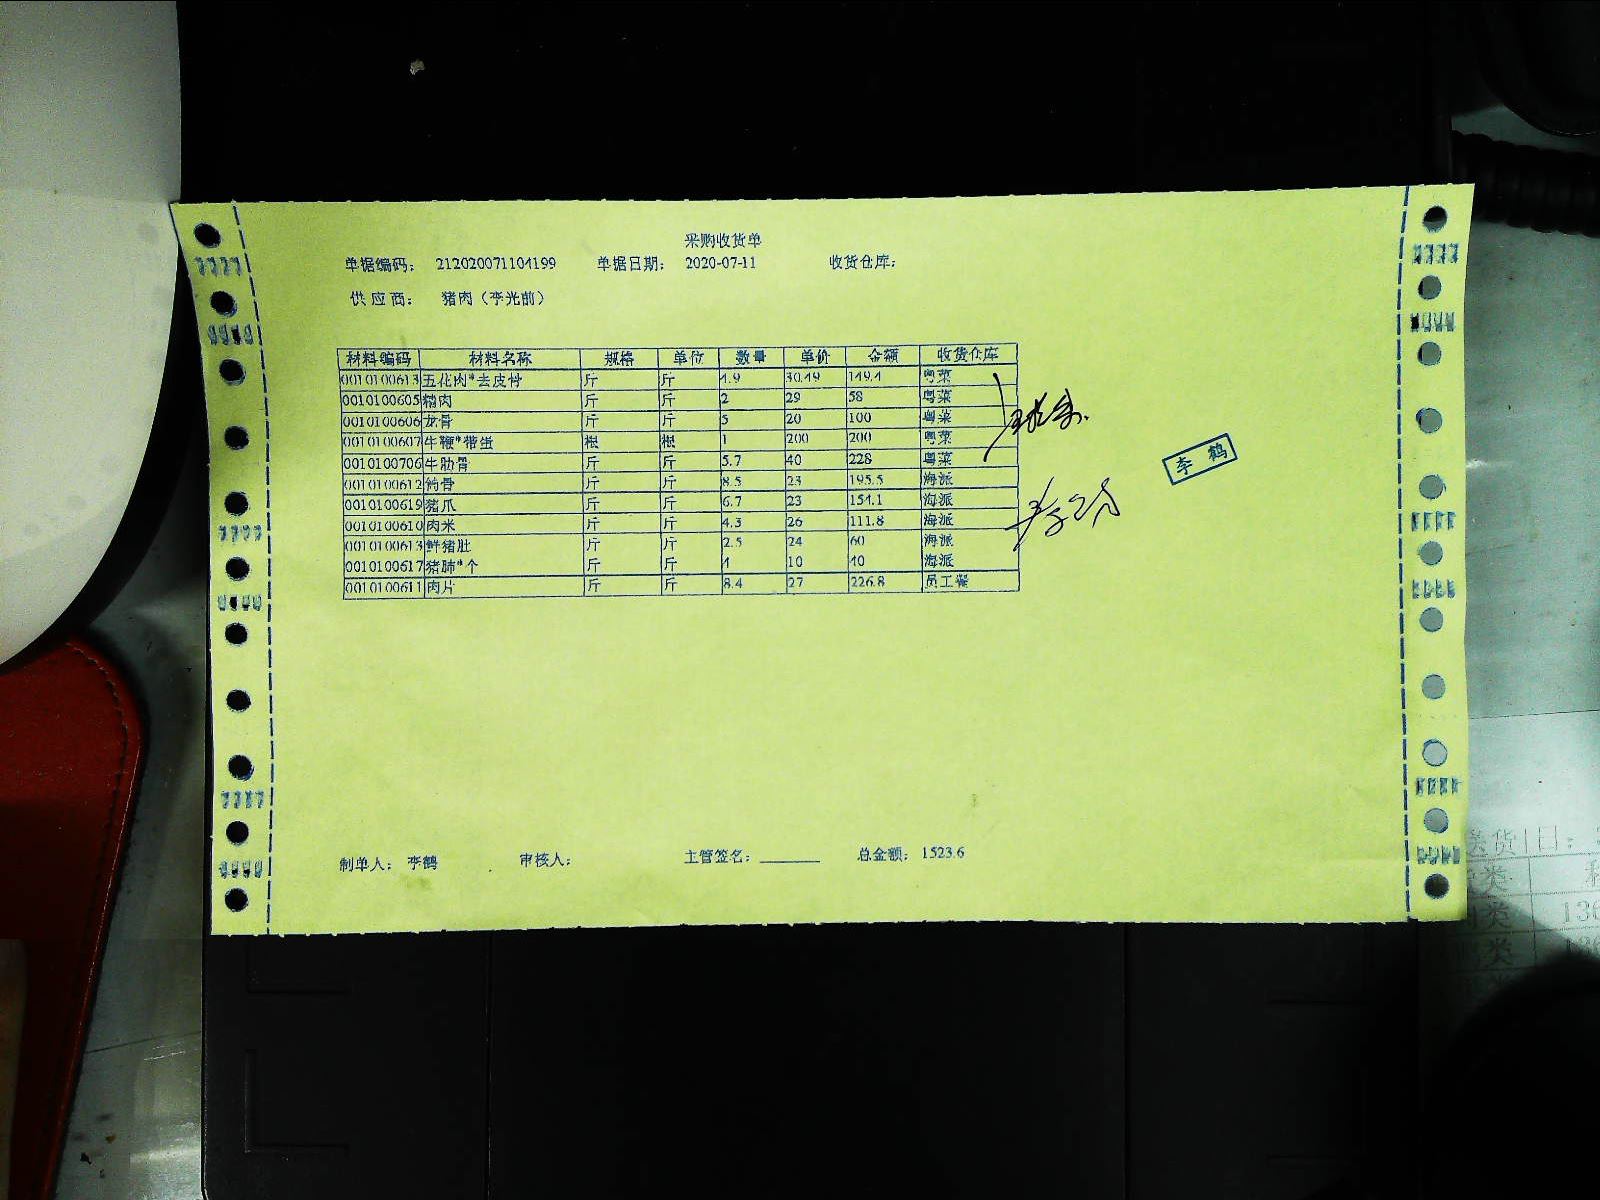 采购收货单
单据编码: 212020071104199 单据日期: 2020-07-11 收货仓库:
供应商: 猪肉（李光前）
材料编码 材料名称 规格 单位 数量 单价 金额 收货仓库
0010100613 五花肉*去皮骨 斤 斤 4.9 30.49 149.4 粤菜
0010100605 精肉 斤 斤 2 29 58 粤菜
0010100606 龙骨 斤 斤 5 20 100 粤菜
0010100607 牛鞭*带蛋 根 根 1 200 200 粤菜
0010100706 牛肋骨 斤 斤 5.7 40 228 粤菜
0010100612 筒骨 斤 斤 8.5 23 195.5 海派
0010100619 猪爪 斤 斤 6.7 23 154.1 海派
0010100610 肉米 斤 斤 4.3 26 111.8 海派
0010100613 鲜猪肚 斤 斤 2.5 24 60 海派
0010100617 猪肺*个 斤 斤 4 10 40 海派
0010100611 肉片 斤 斤 8.4 27 226.8 员工餐
李鹤
制单人: 李鹤 审核人: 主管签名: 总金额: 1523.6
送货日: